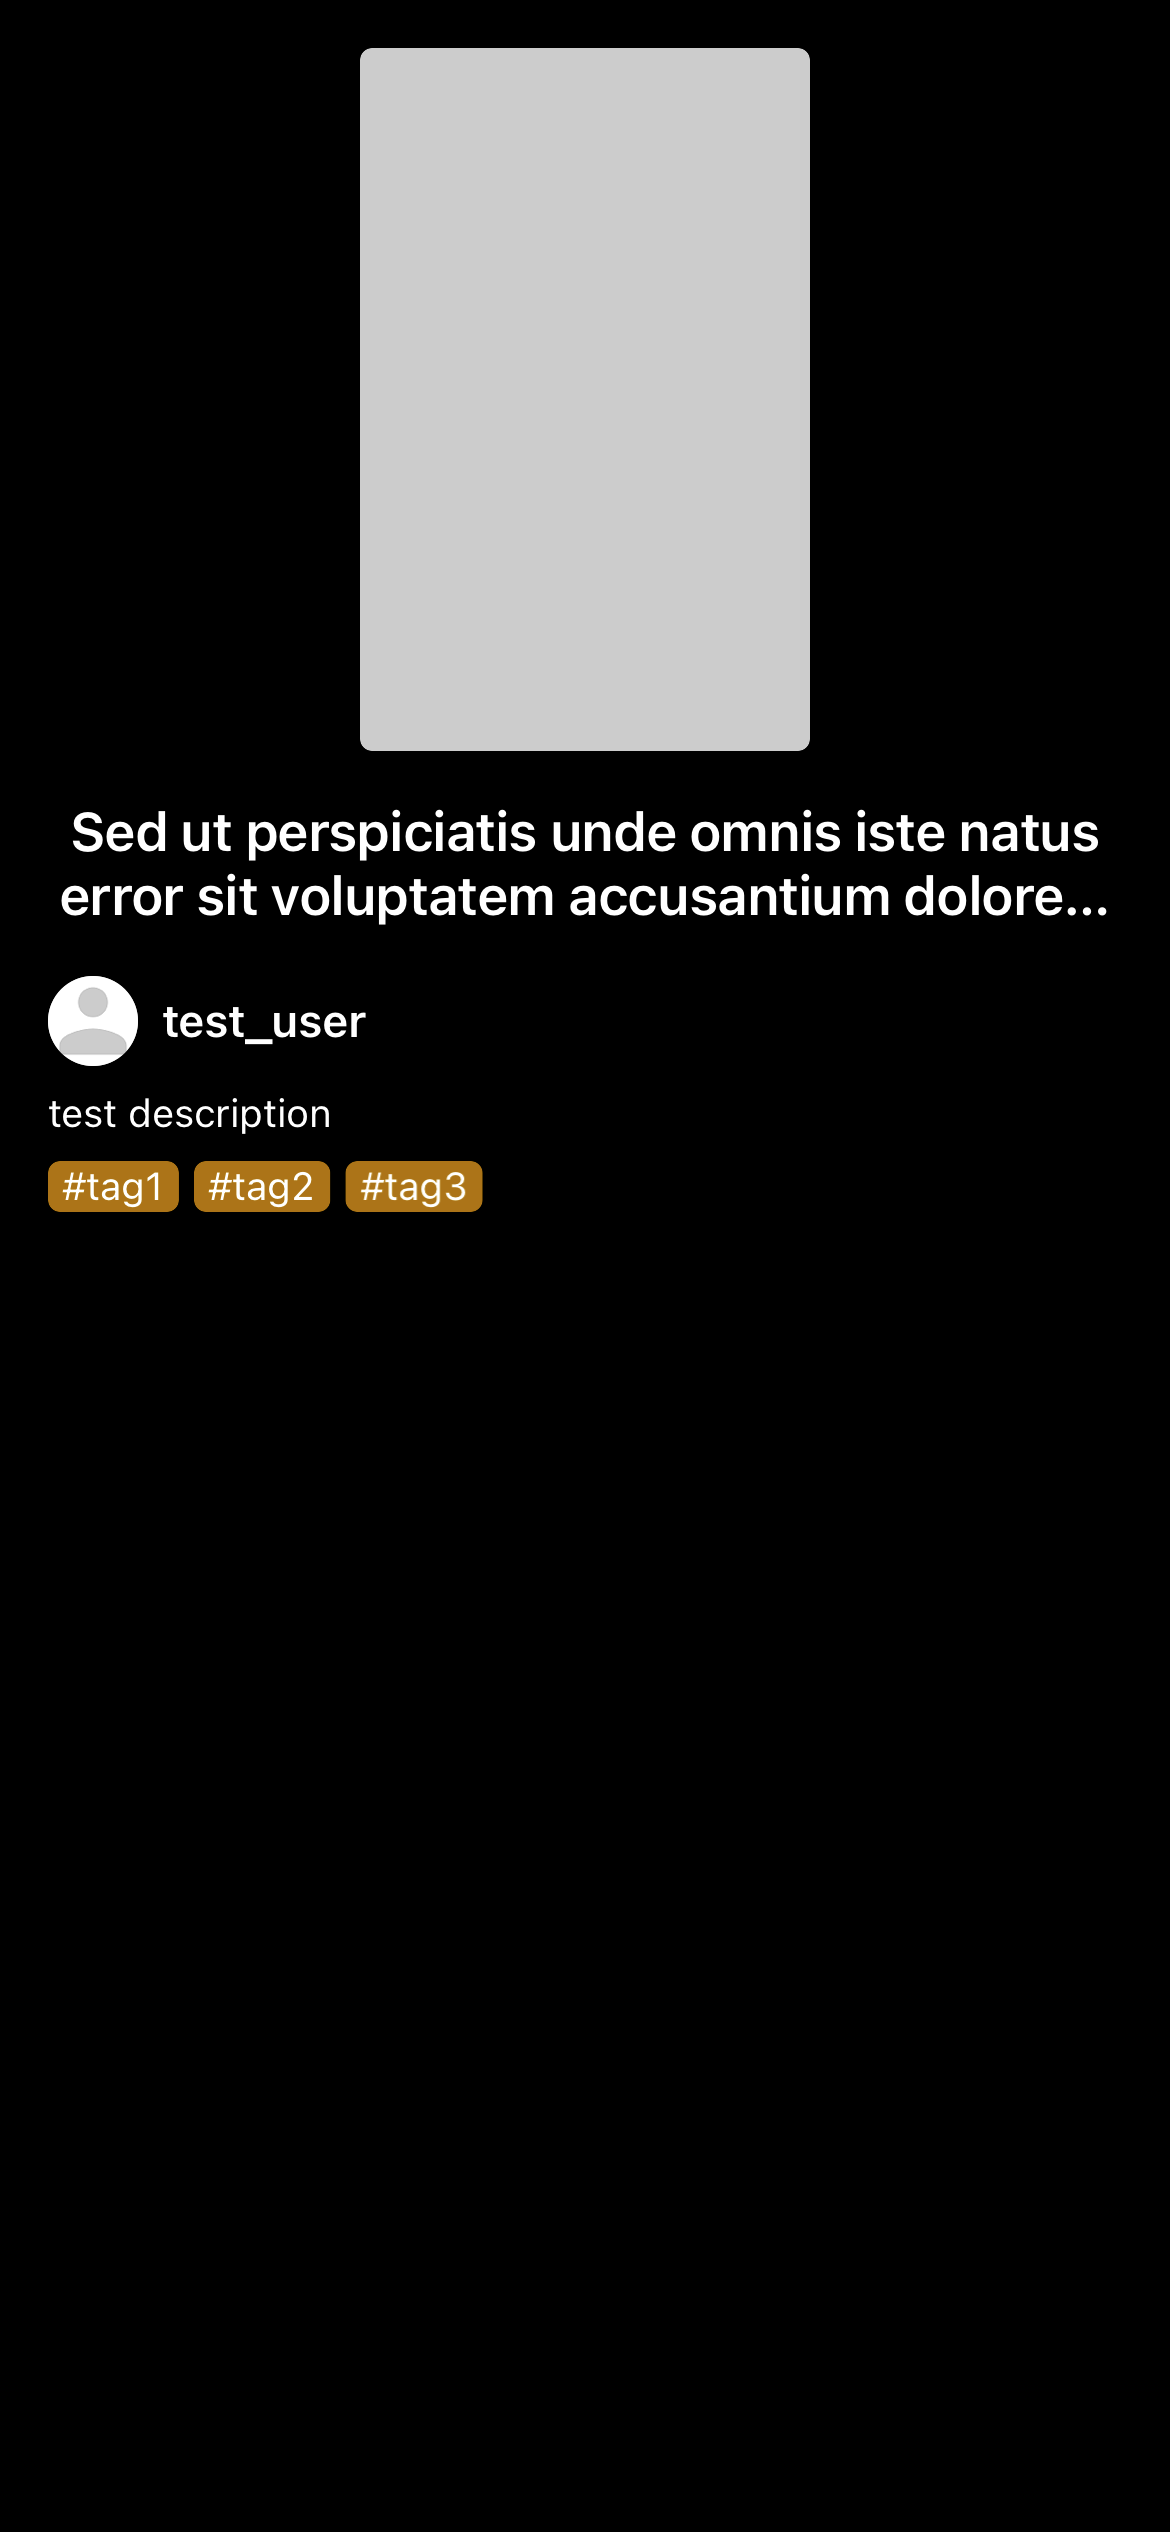 Sed ut perspiciatis unde omnis iste natus
error sit voluptatem accusantium dolore...
test_user
test description
#tag1 #tag2 #tag3